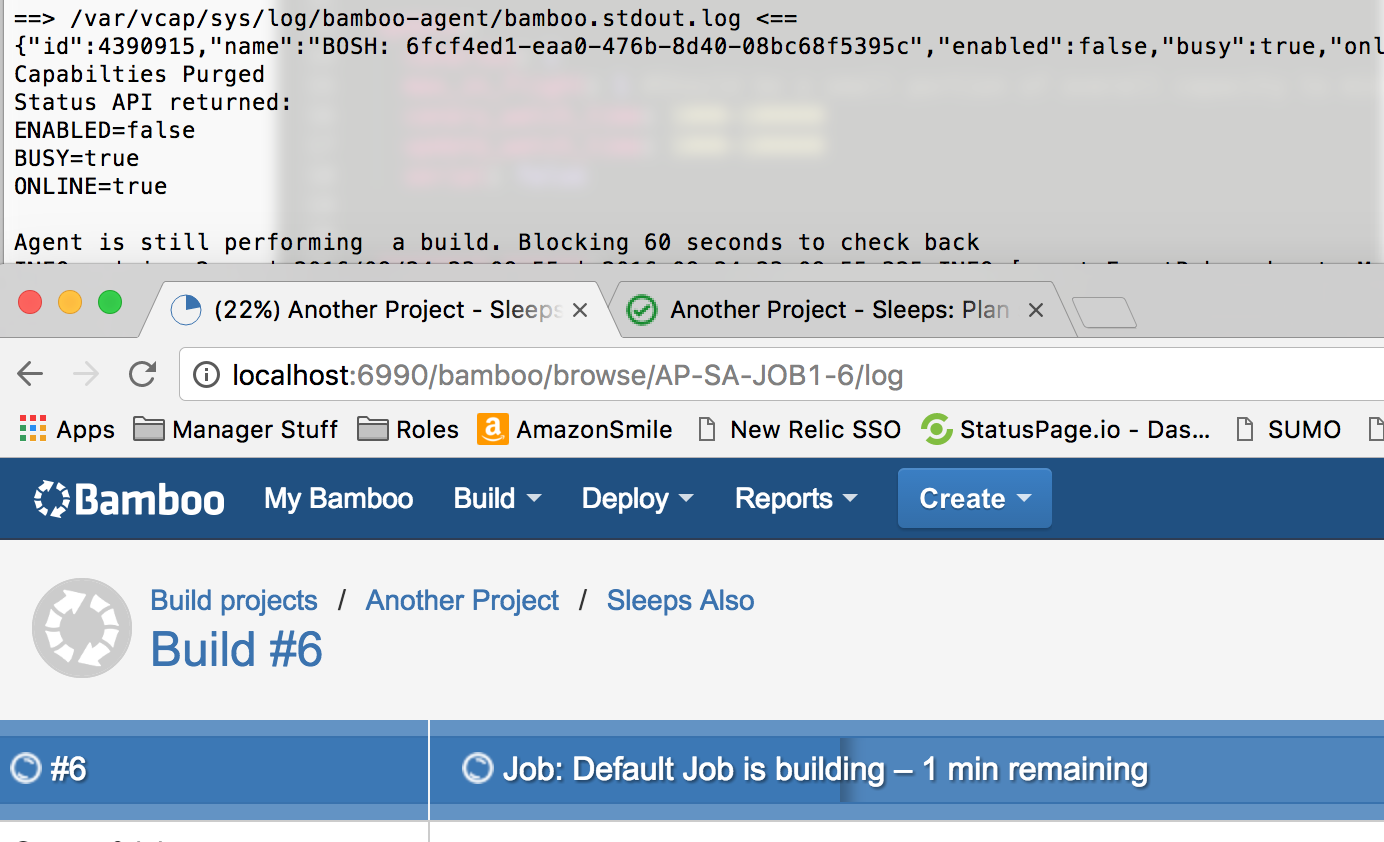 ==> /var/vcap/sys/log/bamboo-agent/bamboo.stdout.log <==
{"id":4390915,"name":"BOSH: 6fcf4ed1-eaa0-476b-8d40-08bc68f5395c","enabled":false,"busy":true,"onl
Capabilties Purged
Status API returned:
ENABLED=false
BUSY=true
ONLINE=true
Agent is still performing  a build. Blocking 60 seconds to check back
(22%) Another Project - Sleeps
Another Project - Sleeps: Plan
localhost:6990/bamboo/browse/AP-SA-JOB1-6/log
Apps Manager Stuff Roles AmazonSmile New Relic SSO StatusPage.io - Das... SUMO
Bamboo My Bamboo Build Deploy Reports Create
Build projects / Another Project / Sleeps Also
Build #6
#6
Job: Default Job is building – 1 min remaining